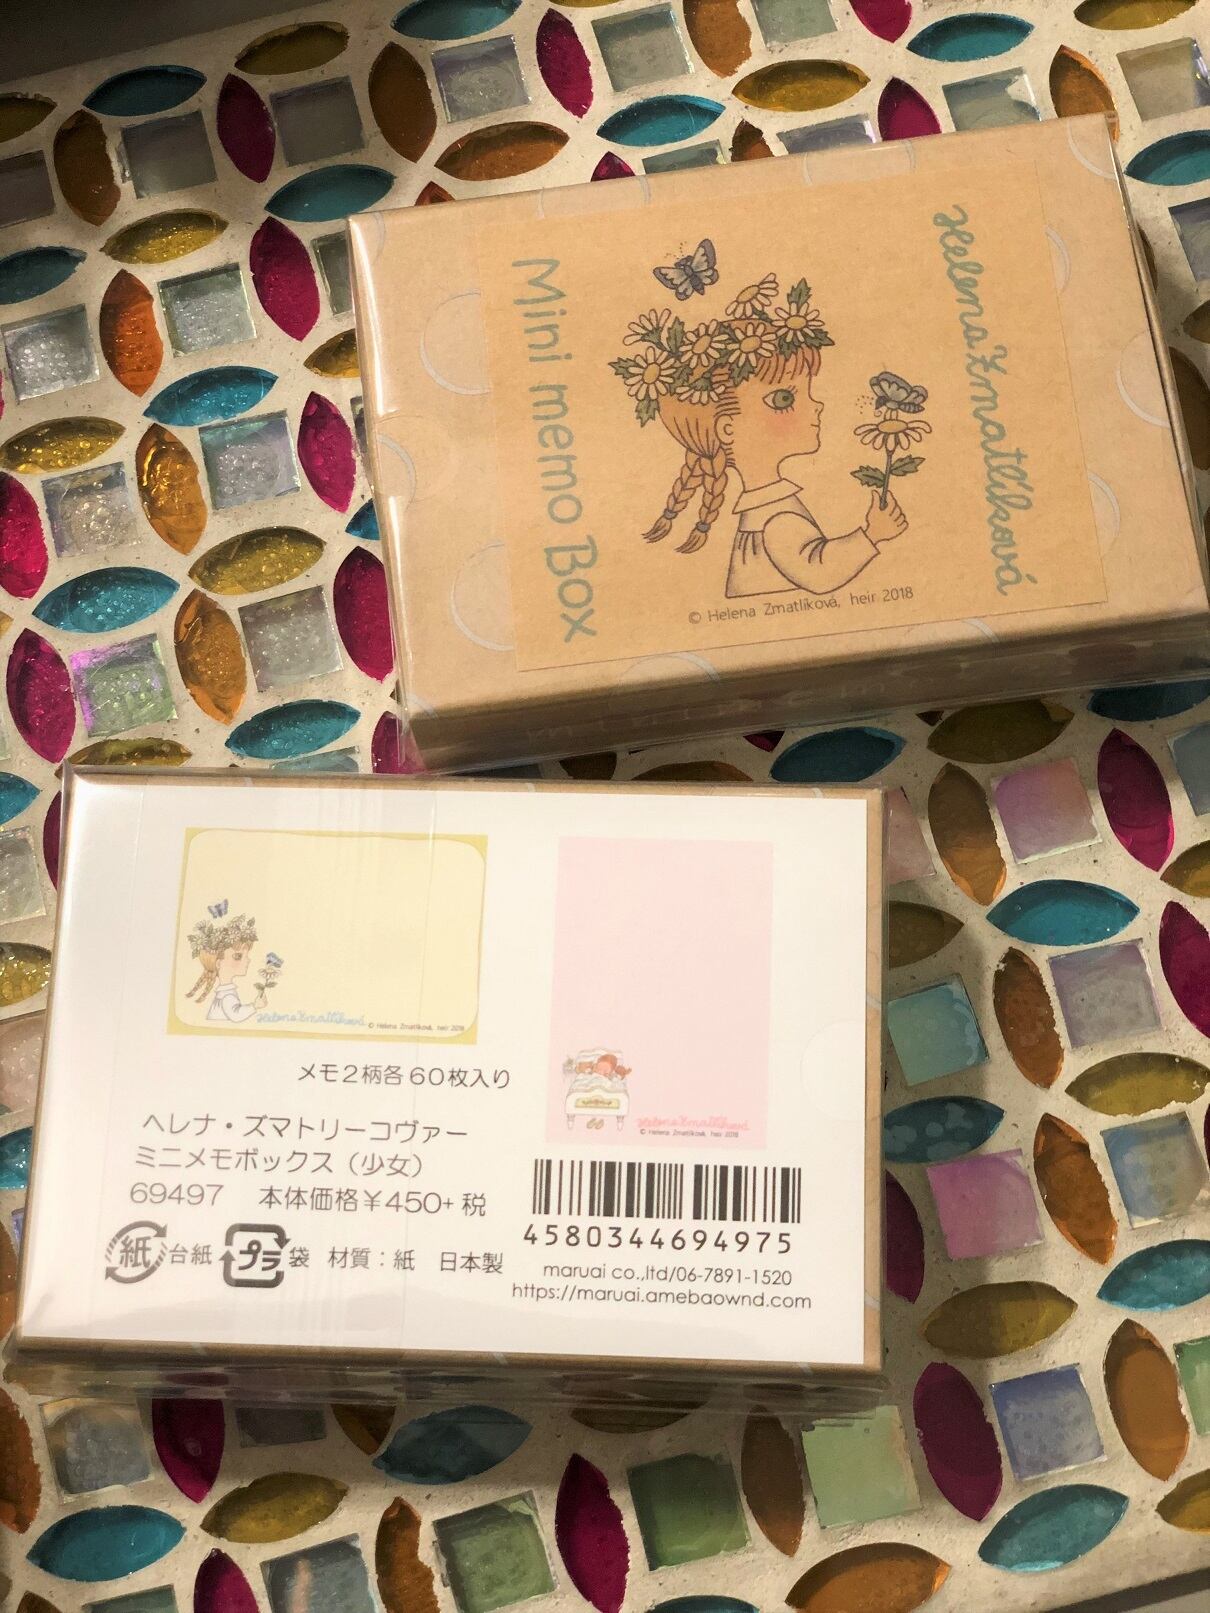 Helena Zmatlíková
Mini memo Box
© Helena Zmatlíková, heir 2018
Helena Zmatlíková
© Helena Zmatlíková, heir 2018
Helena Zmatlíková
© Helena Zmatlíková, heir 2018
メモ2柄各60枚入り
ヘレナ・ズマトリーコヴァー
ミニメモボックス（少女）
69497 本体価格￥450+税
紙 台紙 プラ 袋 材質：紙 日本製
4580344694975
maruai co.,ltd/06-7891-1520
https://maruai.amebaownd.com